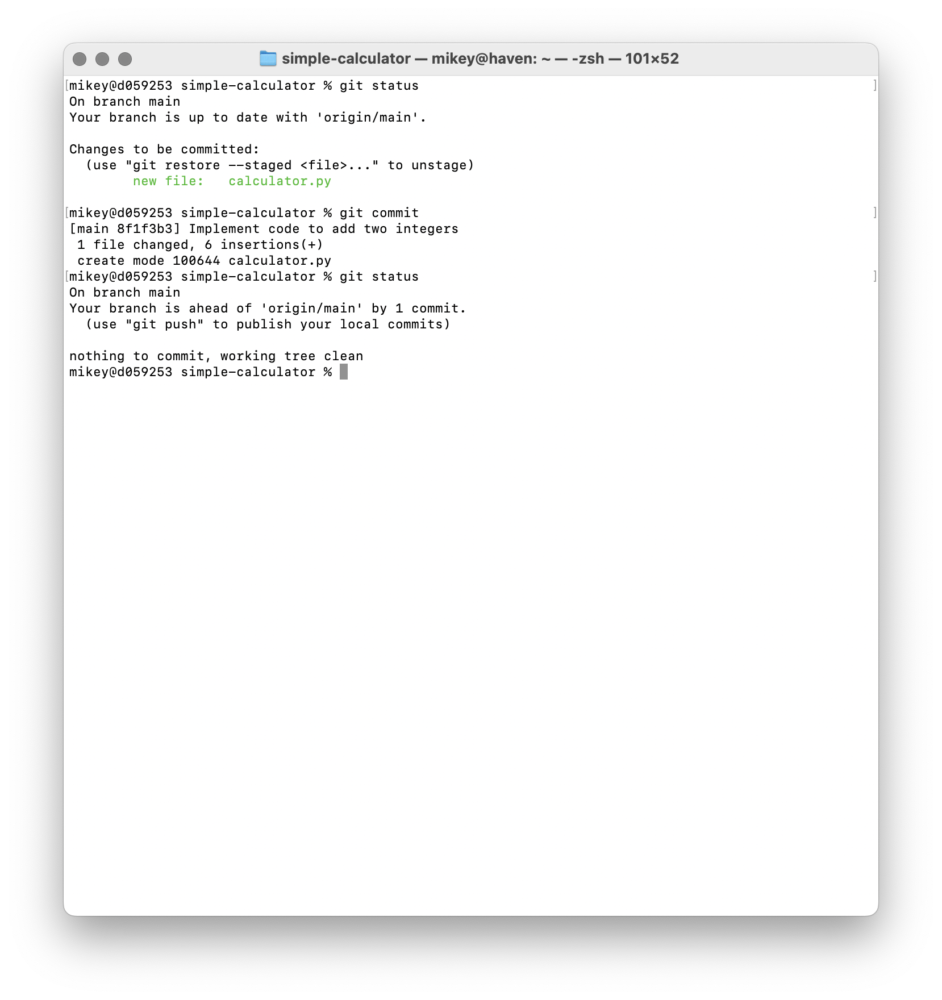 simple-calculator — mikey@haven: ~ — -zsh — 101×52
[mikey@d059253 simple-calculator % git status ]
On branch main
Your branch is up to date with 'origin/main'.
Changes to be committed:
(use "git restore --staged <file>..." to unstage)
new file: calculator.py
[mikey@d059253 simple-calculator % git commit ]
[main 8f1f3b3] Implement code to add two integers
1 file changed, 6 insertions(+)
create mode 100644 calculator.py
[mikey@d059253 simple-calculator % git status ]
On branch main
Your branch is ahead of 'origin/main' by 1 commit.
(use "git push" to publish your local commits)
nothing to commit, working tree clean
mikey@d059253 simple-calculator %